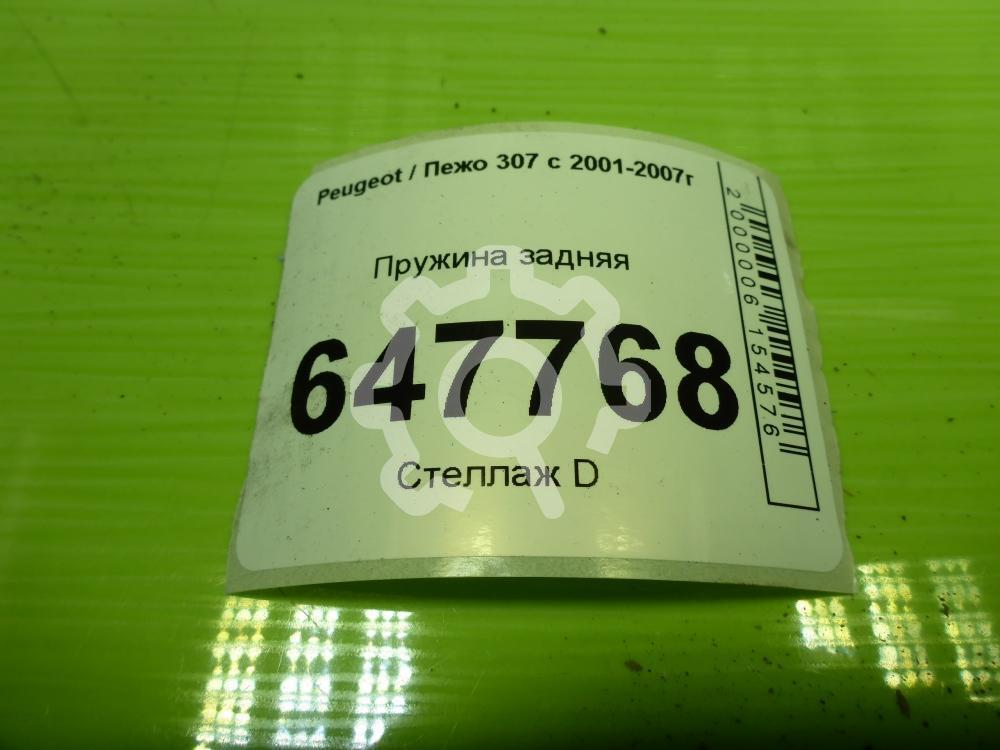 Peugeot / Пежо 307 с 2001-2007г
Пружина задняя
647768
Стеллаж D
2000006154576